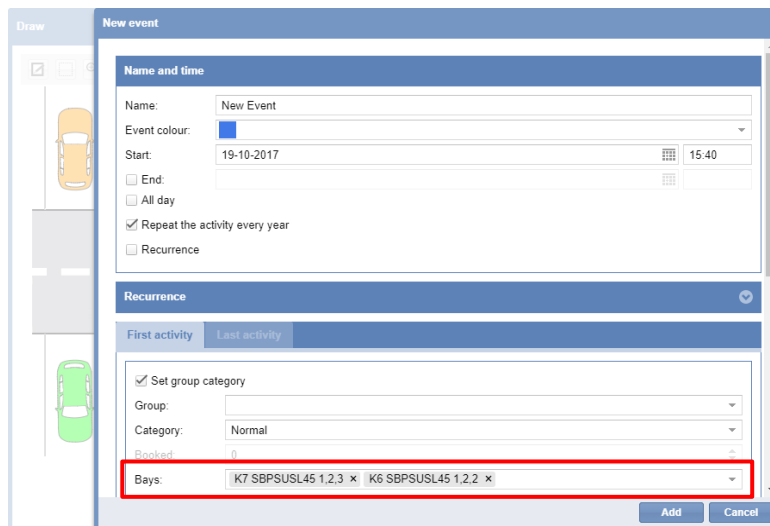 Draw
New event
Name and time
Name: New Event
Event colour:
Start: 19-10-2017 15:40
End:
All day
Repeat the activity every year
Recurrence
Recurrence
First activity Last activity
Set group category
Group:
Category: Normal
Booked: 0
Bays: K7 SBPSUSL45 1,2,3 × K6 SBPSUSL45 1,2,2 ×
Add Cancel